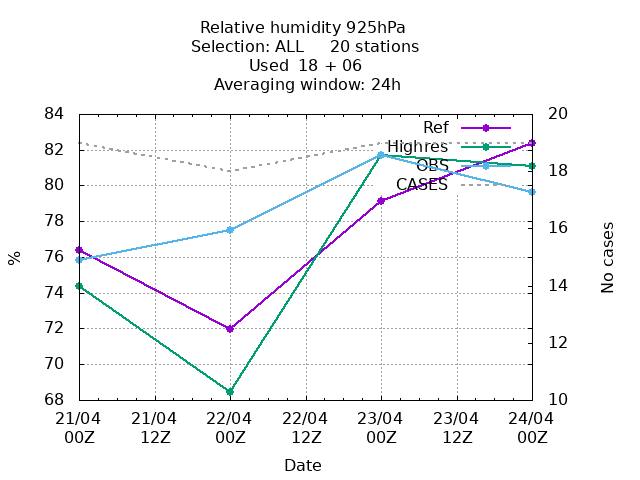 Relative humidity 925hPa
Selection: ALL     20 stations
Used  18 + 06
Averaging window: 24h
84
82
80
78
76
74
72
70
68
%
20
18
16
14
12
10
No cases
Ref
Highres
OBS
CASES
21/04 21/04 22/04 22/04 23/04 23/04 24/04
00Z 12Z 00Z 12Z 00Z 12Z 00Z
Date